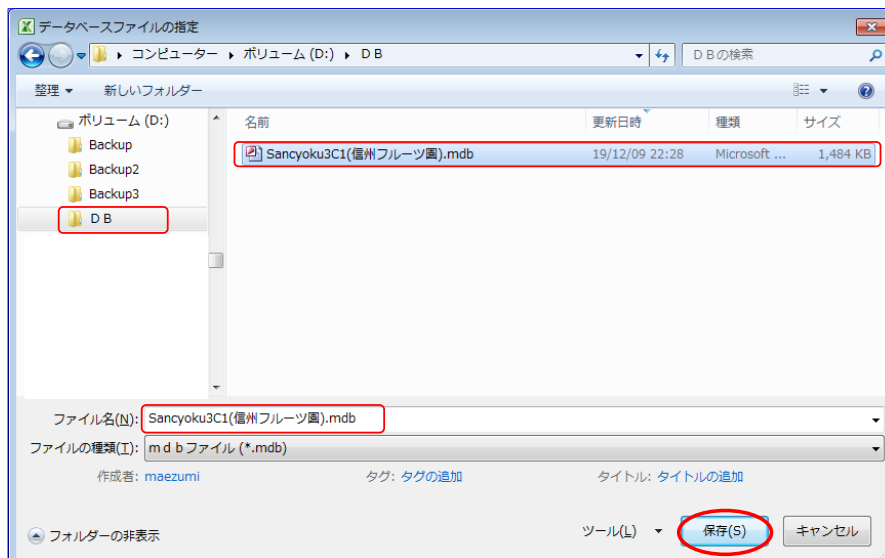 データベースファイルの指定
コンピューター ▸ ボリューム (D:) ▸ ＤＢ
ＤＢの検索
整理 新しいフォルダー
ボリューム (D:)
Backup
Backup2
Backup3
ＤＢ
名前 更新日時 種類 サイズ
Sancyoku3C1(信州フルーツ園).mdb 19/12/09 22:28 Microsoft ... 1,484 KB
ファイル名(N): Sancyoku3C1(信州フルーツ園).mdb
ファイルの種類(T): ｍｄｂファイル (*.mdb)
作成者: maezumi タグ: タグの追加 タイトル: タイトルの追加
フォルダーの非表示 ツール(L) 保存(S) キャンセル